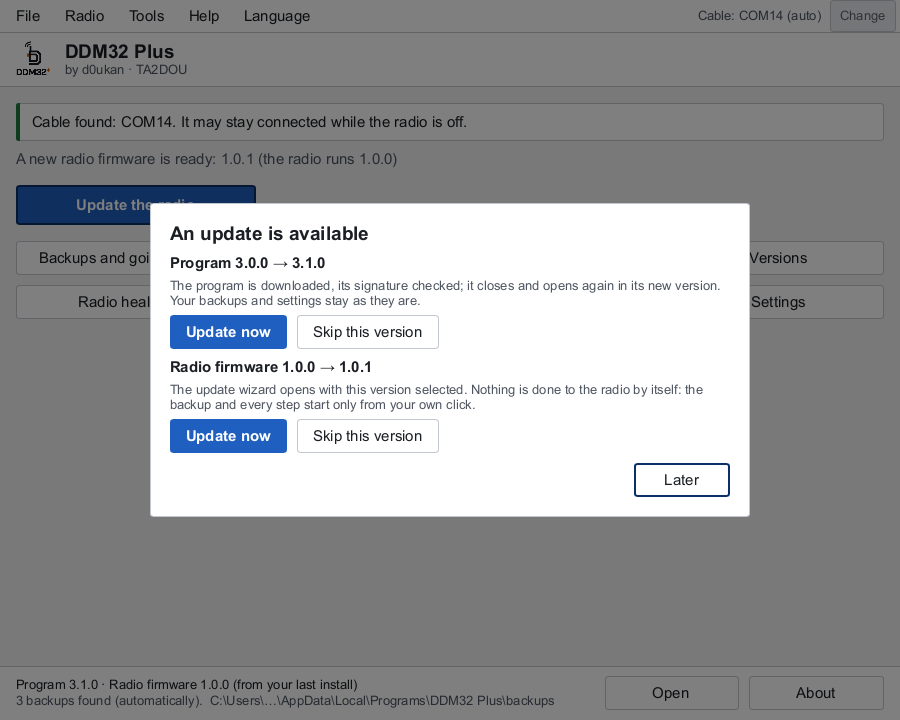 File Radio Tools Help Language Cable: COM14 (auto) Change
DDM32+
DDM32 Plus
by d0ukan · TA2DOU
Cable found: COM14. It may stay connected while the radio is off.
A new radio firmware is ready: 1.0.1 (the radio runs 1.0.0)
Update the radio
An update is available
Backups and goi Versions
Program 3.0.0 → 3.1.0
The program is downloaded, its signature checked; it closes and opens again in its new version.
Your backups and settings stay as they are.
Radio heal Settings
Update now Skip this version
Radio firmware 1.0.0 → 1.0.1
The update wizard opens with this version selected. Nothing is done to the radio by itself: the
backup and every step start only from your own click.
Update now Skip this version
Later
Program 3.1.0 · Radio firmware 1.0.0 (from your last install)
3 backups found (automatically). C:\Users\…\AppData\Local\Programs\DDM32 Plus\backups
Open About